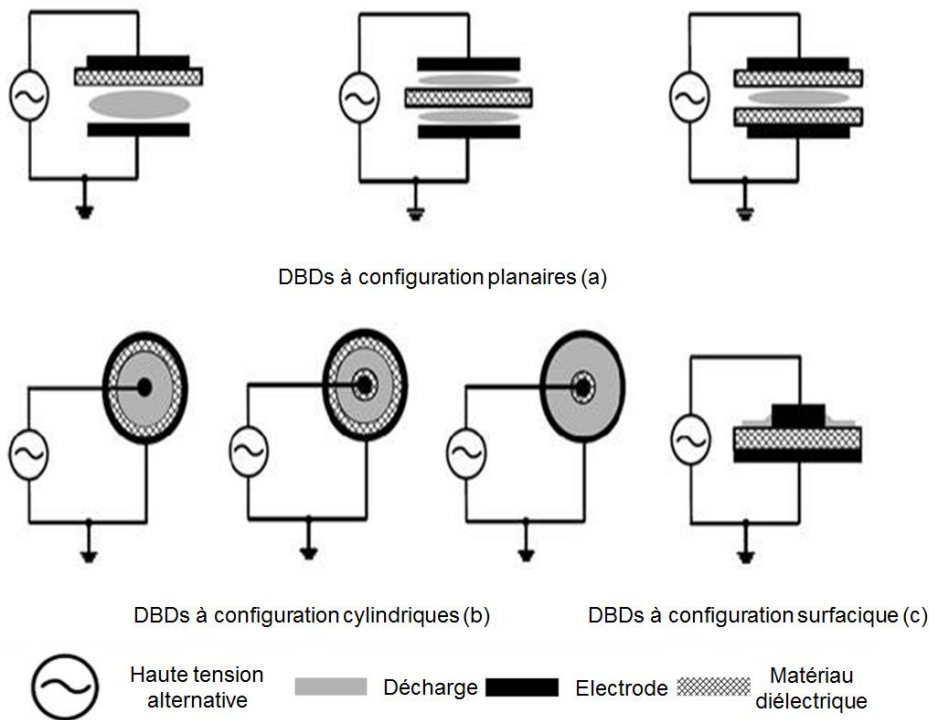 DBDs à configuration planaires (a)
DBDs à configuration cylindriques (b)
DBDs à configuration surfacique (c)
Haute tension
alternative
Décharge
Electrode
Matériau
diélectrique